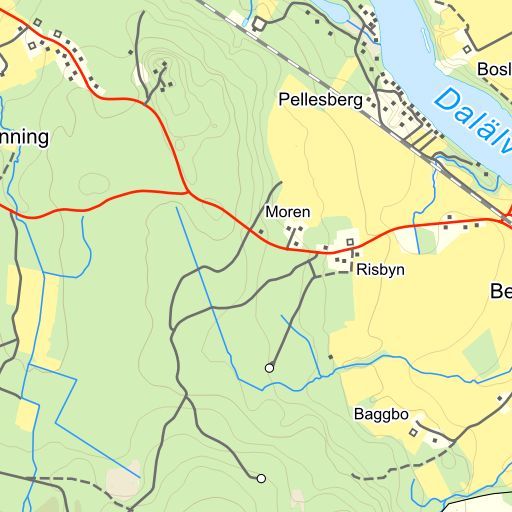 Bosl
Pellesberg
Dalälv
nning
Moren
Risbyn
Be
Baggbo